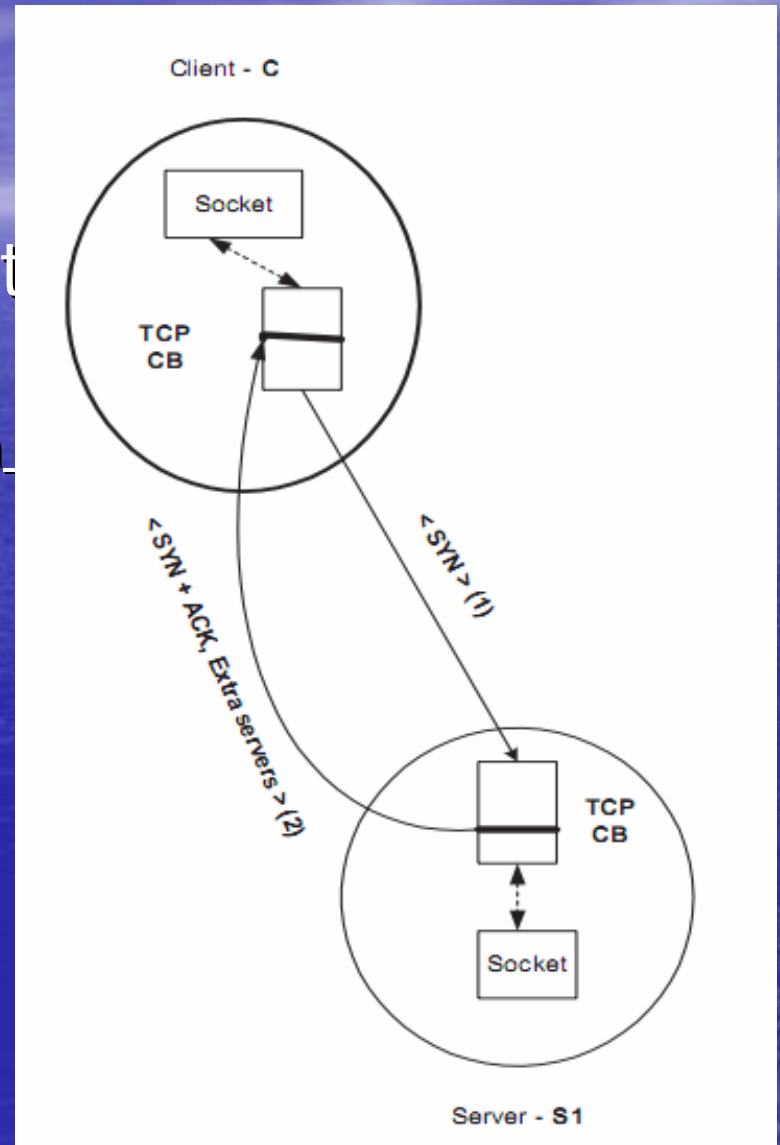 Client - C
Socket
TCP
CB
< SYN > (1)
< SYN + ACK, Extra servers > (2)
TCP
CB
Socket
Server - S1